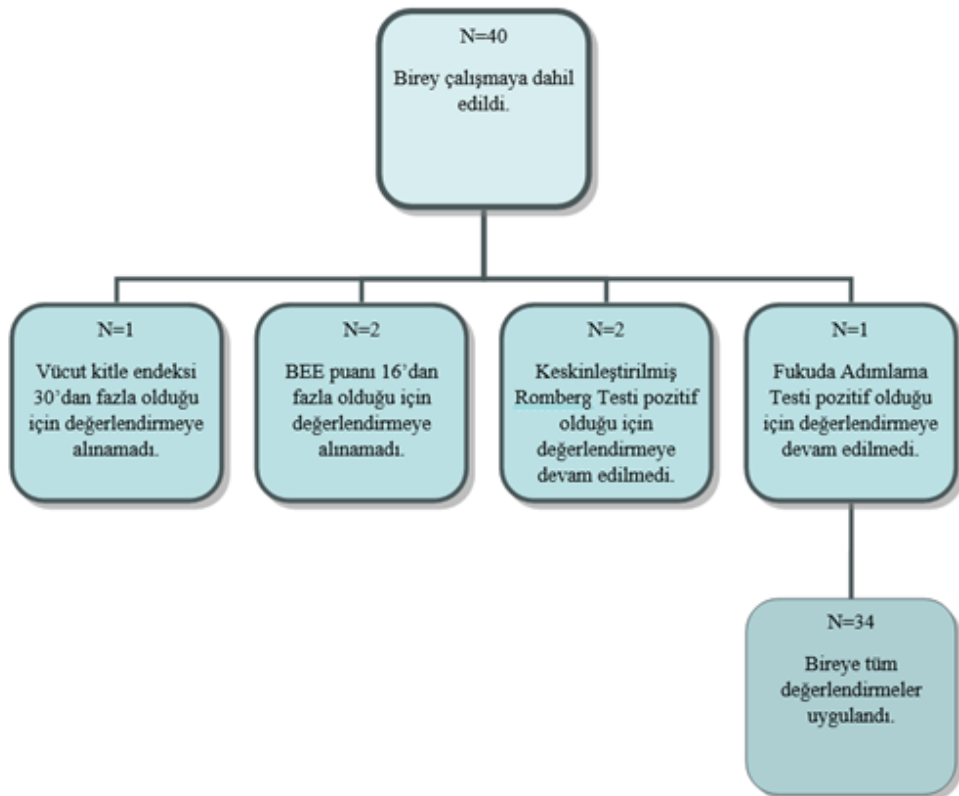 N=40
Birey çalışmaya dahil
edildi.
N=1
Vücut kitle endeksi
30’dan fazla olduğu
için değerlendirmeye
alınamadı.
N=2
BEE puanı 16’dan
fazla olduğu için
değerlendirmeye
alınamadı.
N=2
Keskinleştirilmiş
Romberg Testi pozitif
olduğu için
değerlendirmeye
devam edilmedi.
N=1
Fukuda Adımlama
Testi pozitif olduğu
için değerlendirmeye
devam edilmedi.
N=34
Bireye tüm
değerlendirmeler
uygulandı.